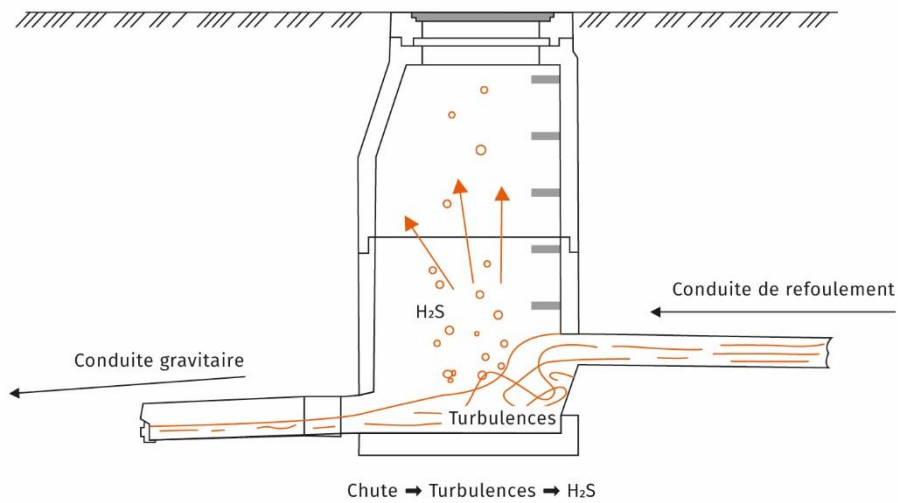 Conduite de refoulement
H₂S
Conduite gravitaire
Turbulences
Chute ➡ Turbulences ➡ H₂S